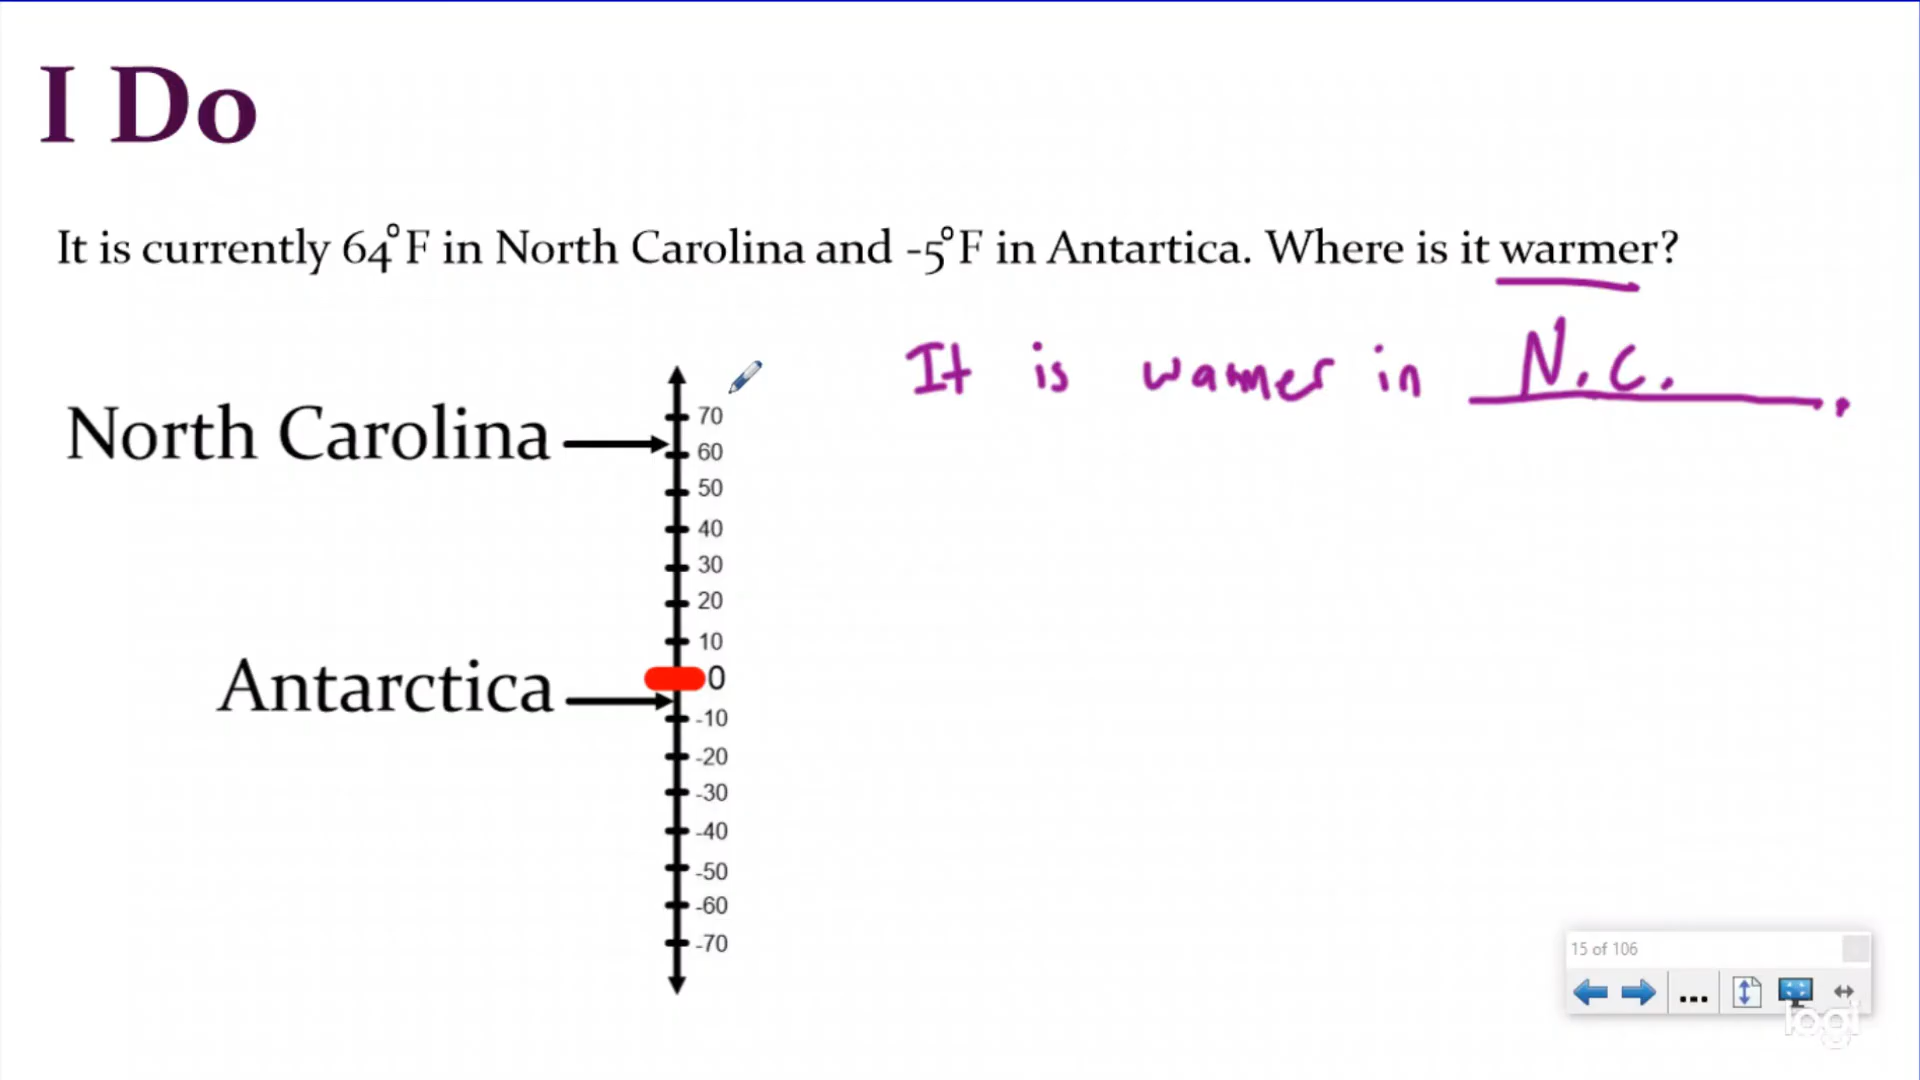 I Do
It is currently 64°F in North Carolina and -5°F in Antartica. Where is it warmer?
It is warmer in N.C.
North Carolina
70
60
50
40
30
20
10
Antarctica
0
-10
-20
-30
-40
-50
-60
-70
15 of 106
...
logi